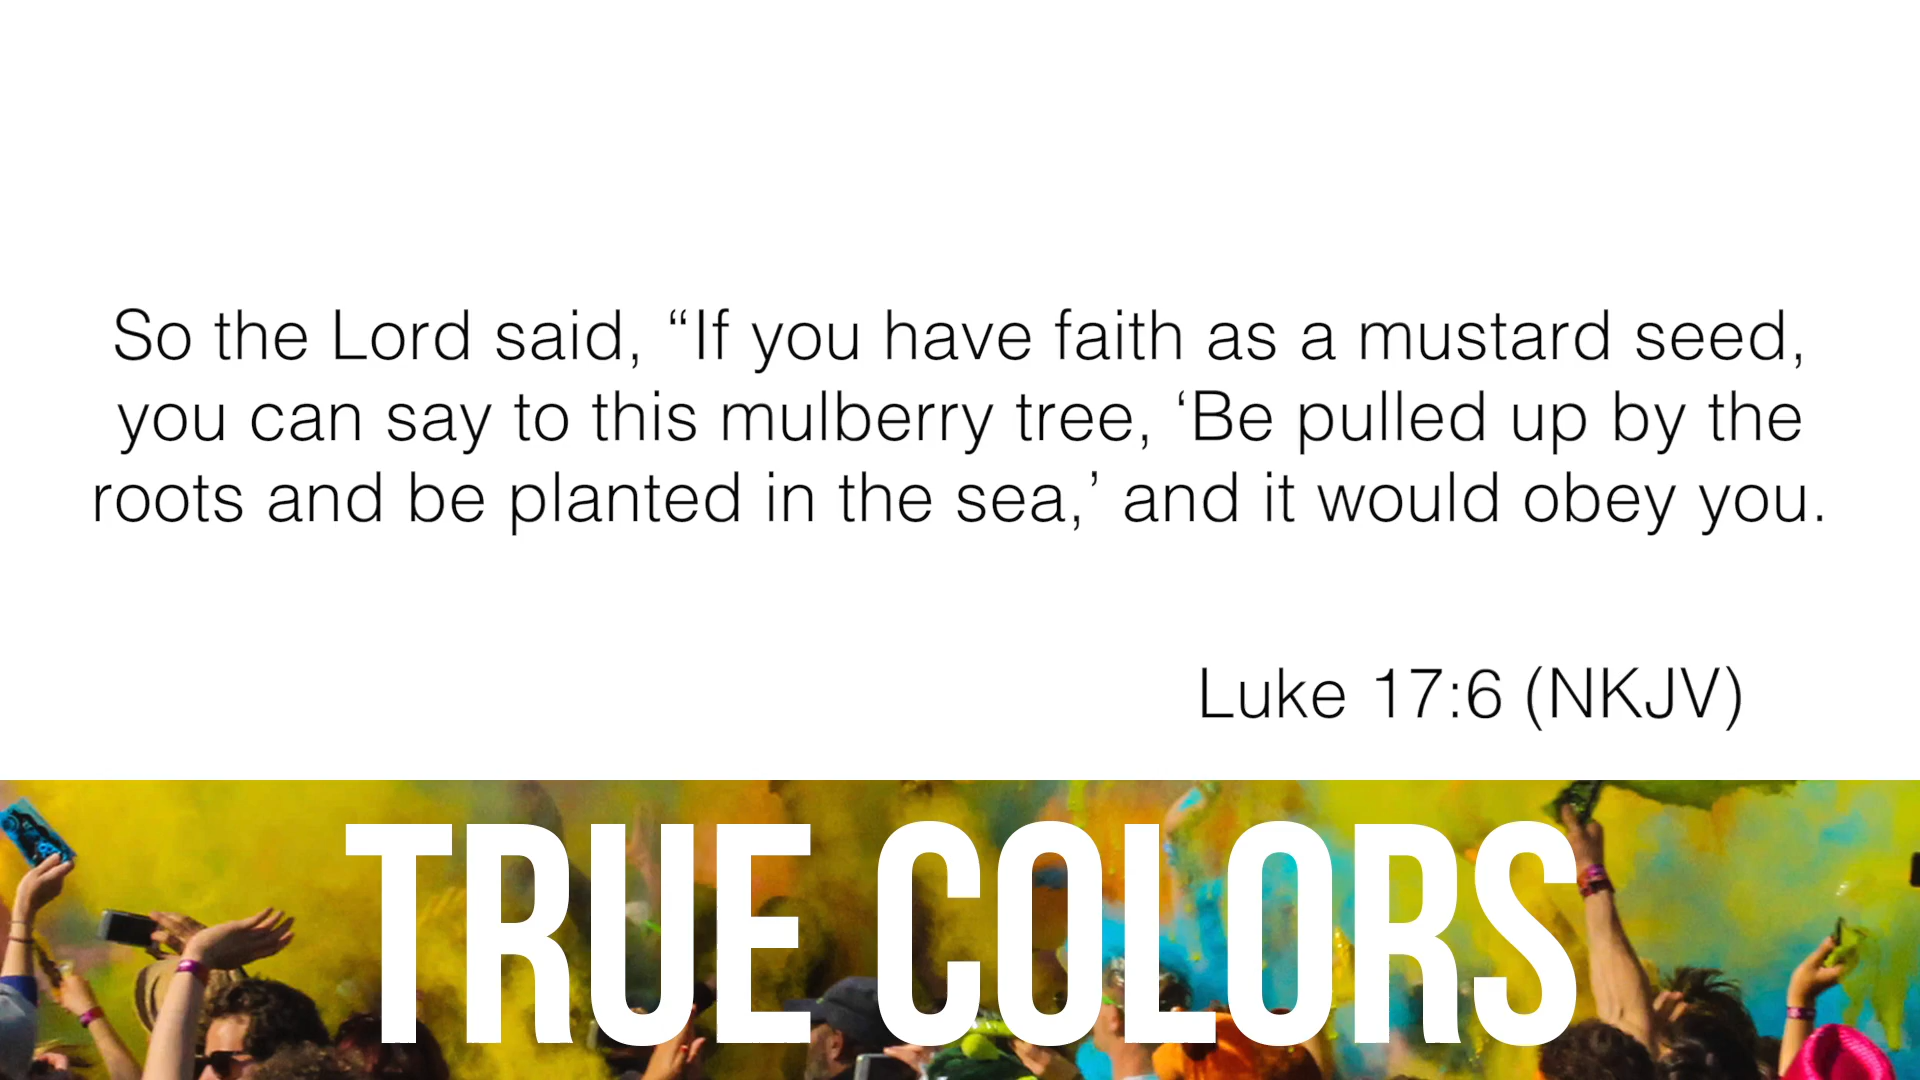 So the Lord said, “If you have faith as a mustard seed,
you can say to this mulberry tree, ‘Be pulled up by the
roots and be planted in the sea,’ and it would obey you.
Luke 17:6 (NKJV)
TRUE COLORS